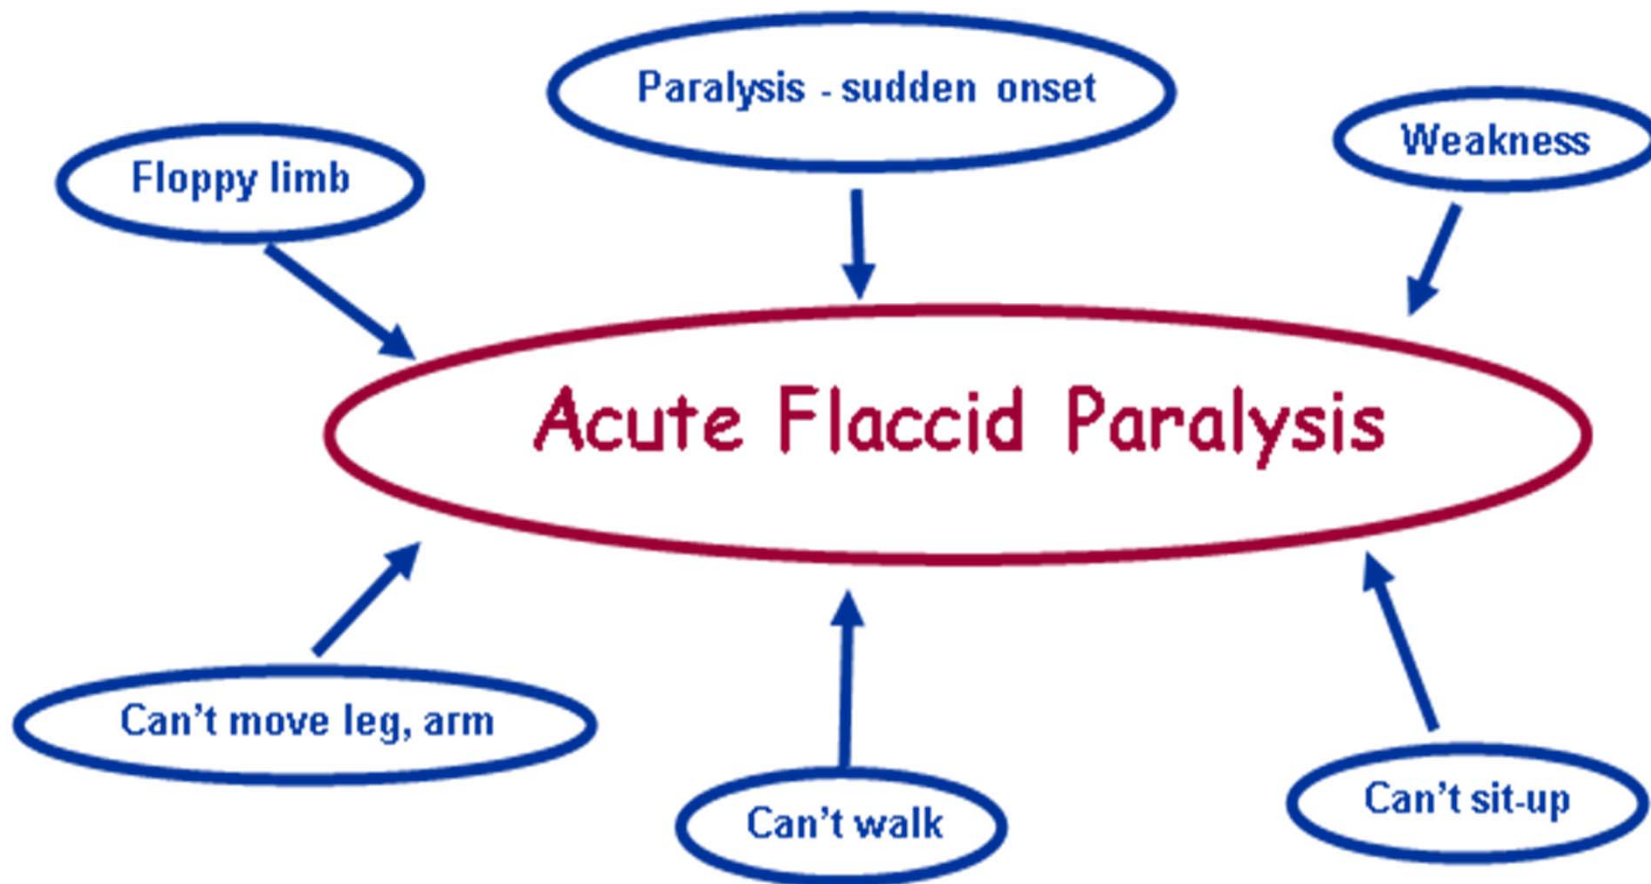 Paralysis - sudden onset
Weakness
Floppy limb
Acute Flaccid Paralysis
Can't move leg, arm
Can't walk
Can't sit-up